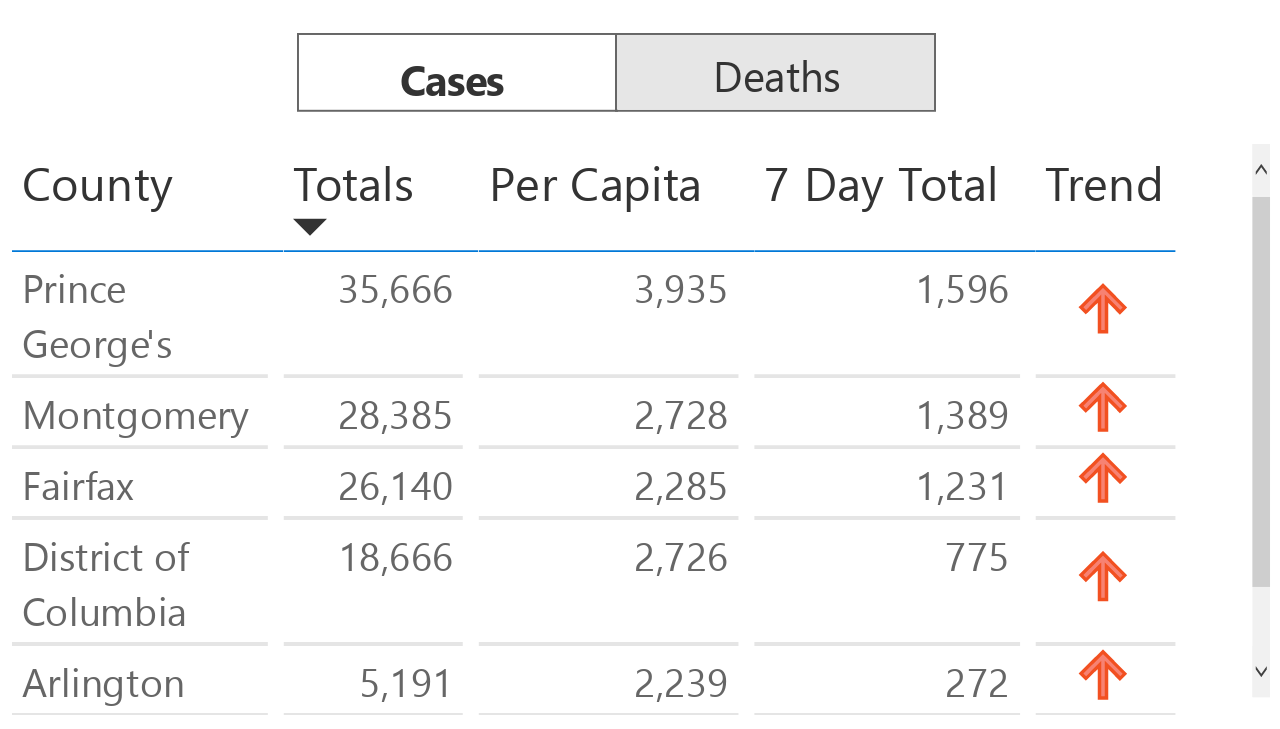 Cases Deaths
County Totals Per Capita 7 Day Total Trend
Prince 35,666 3,935 1,596
George's
Montgomery 28,385 2,728 1,389
Fairfax 26,140 2,285 1,231
District of 18,666 2,726 775
Columbia
Arlington 5,191 2,239 272